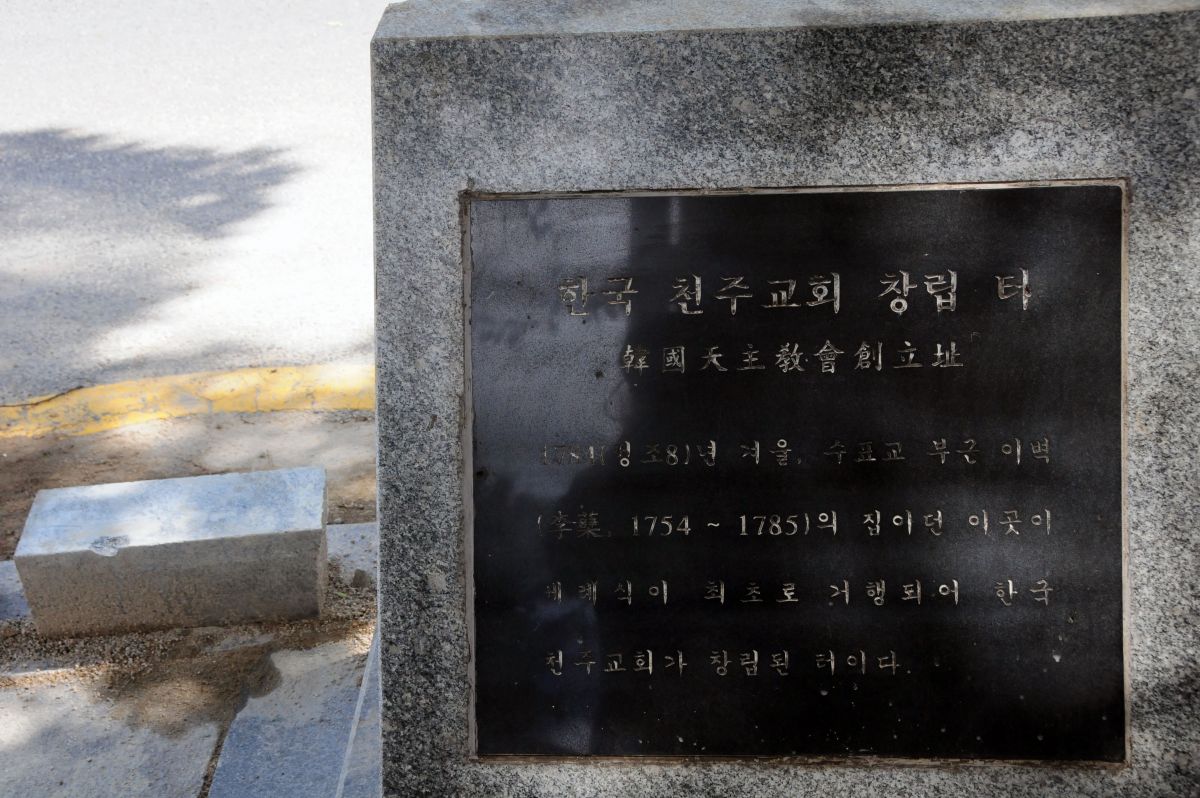 한국 천주교회 창립 터
韓國天主教會創立址
1784(정조8)년 겨울, 수표교 부근 이벽
(李蘗, 1754 ~ 1785)의 집이던 이곳이
세례식이 최초로 거행되어 한국
천주교회가 창립된 터이다.